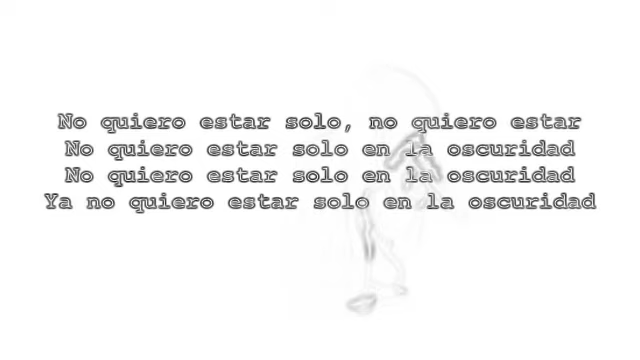 No quiero estar solo, no quiero estar
No quiero estar solo en la oscuridad
No quiero estar solo en la oscuridad
Ya no quiero estar solo en la oscuridad